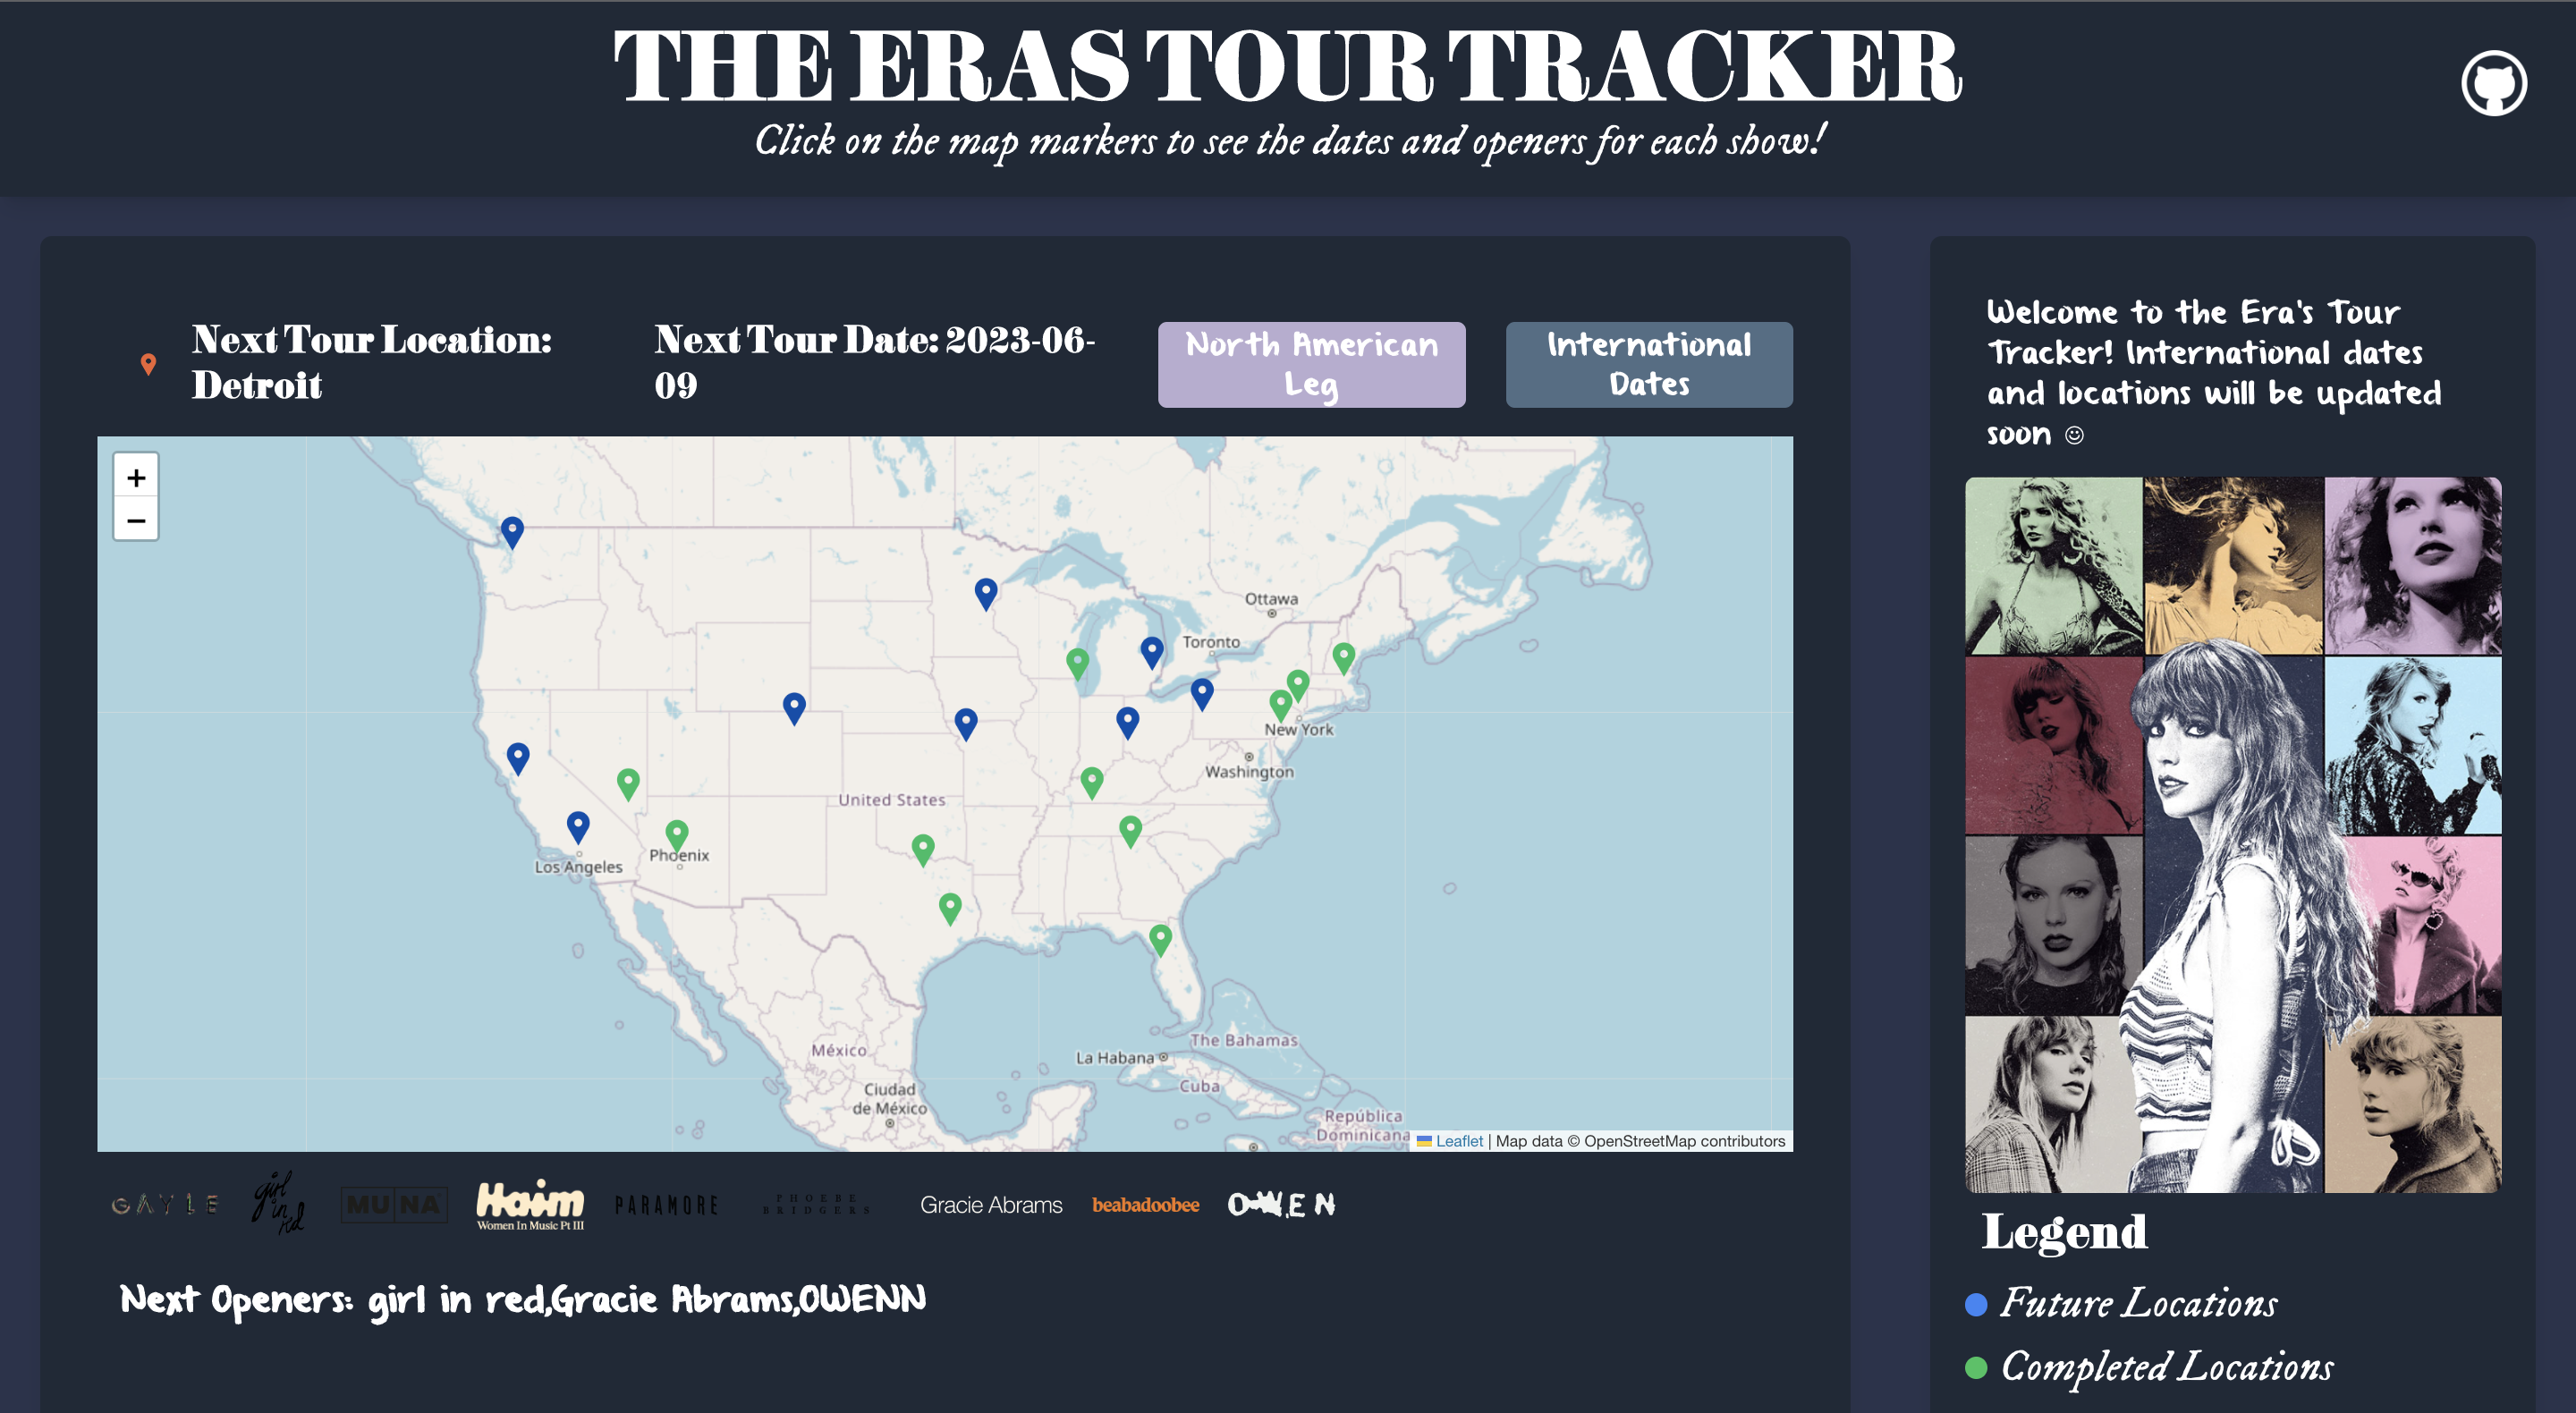 THE ERAS TOUR TRACKER
Click on the map markers to see the dates and openers for each show!
Next Tour Location:
Detroit
Next Tour Date: 2023-06-
09
North American
Leg
International
Dates
Welcome to the Era's Tour
Tracker! International dates
and locations will be updated
soon ☺
+
−
Ottawa
Toronto
New York
Washington
United States
Los Angeles
Phoenix
México
Ciudad
de México
La Habana
The Bahamas
Cuba
República
Dominicana
Leaflet | Map data © OpenStreetMap contributors
GAYLE
girl
in
red
MUNA
Haim
Women In Music Pt III
PARAMORE
PHOEBE
BRIDGERS
Gracie Abrams
beabadoobee
OWEN
Next Openers: girl in red,Gracie Abrams,OWENN
Legend
Future Locations
Completed Locations